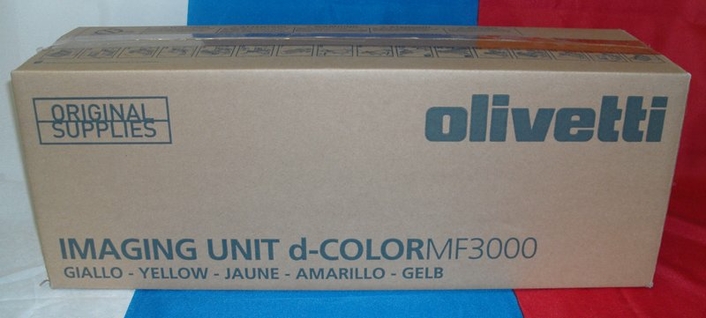 ORIGINAL
SUPPLIES
olivetti
IMAGING UNIT d-COLORMF3000
GIALLO - YELLOW - JAUNE - AMARILLO - GELB